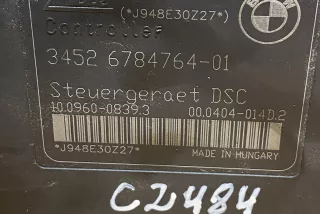 *J948E30Z27*
Controller
3452 6784764-01
Steuergeraet DSC
10.0960-0839.3 00.0404-014D.2
*J948E30Z27*
MADE IN HUNGARY
C2484